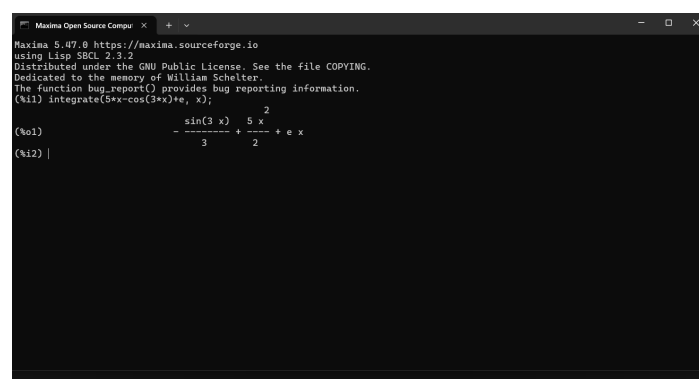 Maxima Open Source Comput
Maxima 5.47.0 https://maxima.sourceforge.io
using Lisp SBCL 2.3.2
Distributed under the GNU Public License. See the file COPYING.
Dedicated to the memory of William Schelter.
The function bug_report() provides bug reporting information.
(%i1) integrate(5*x-cos(3*x)+e, x);
                                                 2
                                 sin(3 x)   5 x
(%o1)                          - -------- + ---- + e x
                                    3        2
(%i2)